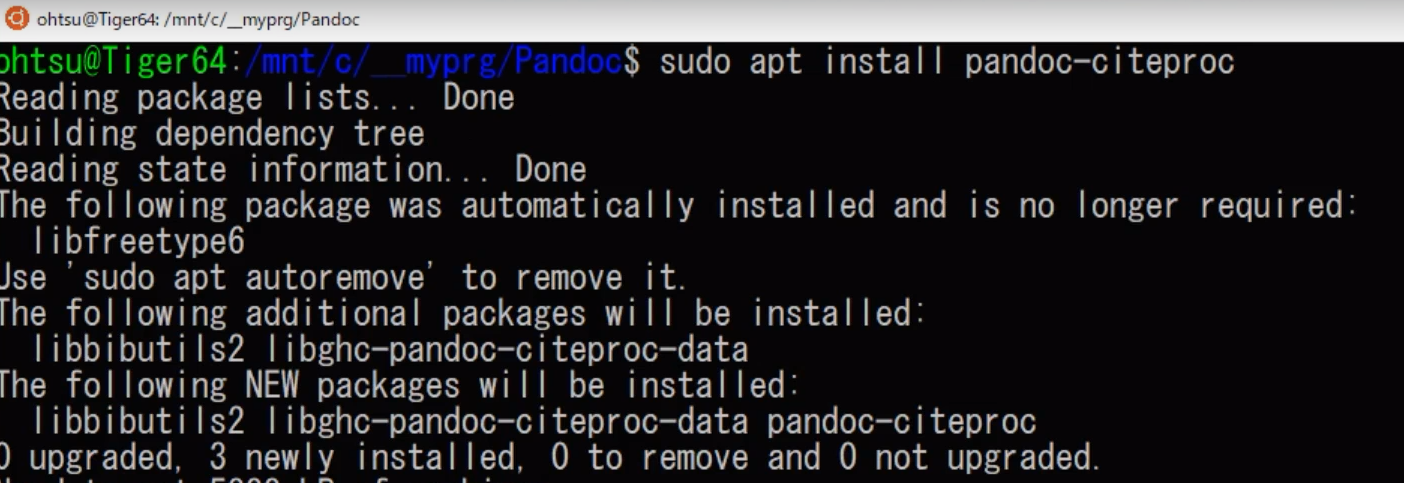 ohtsu@Tiger64: /mnt/c/__myprg/Pandoc
ohtsu@Tiger64:/mnt/c/__myprg/Pandoc$ sudo apt install pandoc-citeproc
Reading package lists... Done
Building dependency tree
Reading state information... Done
The following package was automatically installed and is no longer required:
libfreetype6
Use 'sudo apt autoremove' to remove it.
The following additional packages will be installed:
libbibutils2 libghc-pandoc-citeproc-data
The following NEW packages will be installed:
libbibutils2 libghc-pandoc-citeproc-data pandoc-citeproc
0 upgraded, 3 newly installed, 0 to remove and 0 not upgraded.